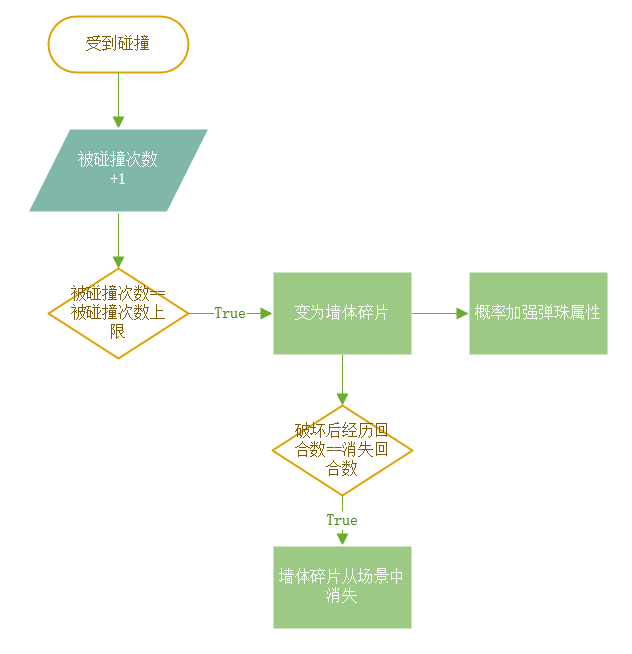 受到碰撞
被碰撞次数
+1
被碰撞次数==
被碰撞次数上
限
True
变为墙体碎片
概率加强弹珠属性
破坏后经历回
合数==消失回
合数
True
墙体碎片从场景中
消失